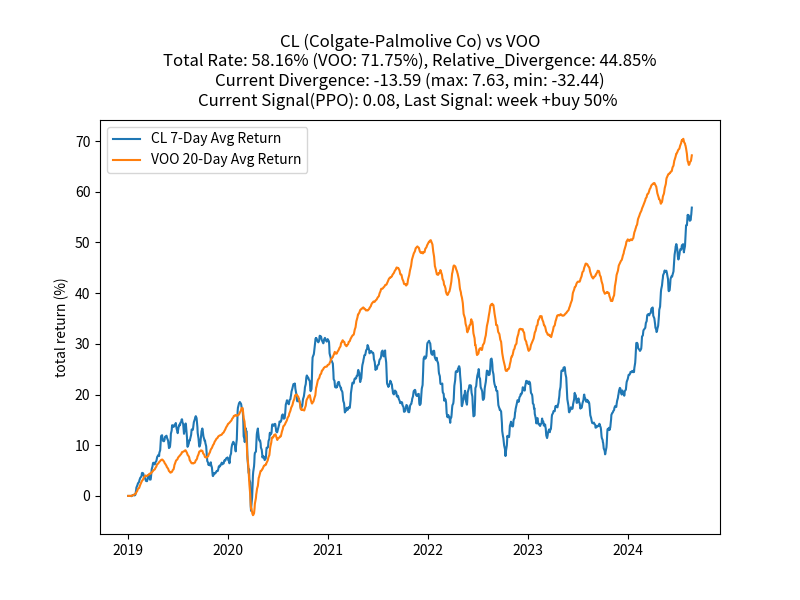 CL (Colgate-Palmolive Co) vs VOO
Total Rate: 58.16% (VOO: 71.75%), Relative_Divergence: 44.85%
Current Divergence: -13.59 (max: 7.63, min: -32.44)
Current Signal(PPO): 0.08, Last Signal: week +buy 50%
CL 7-Day Avg Return
VOO 20-Day Avg Return
total return (%)
70
60
50
40
30
20
10
0
2019
2020
2021
2022
2023
2024